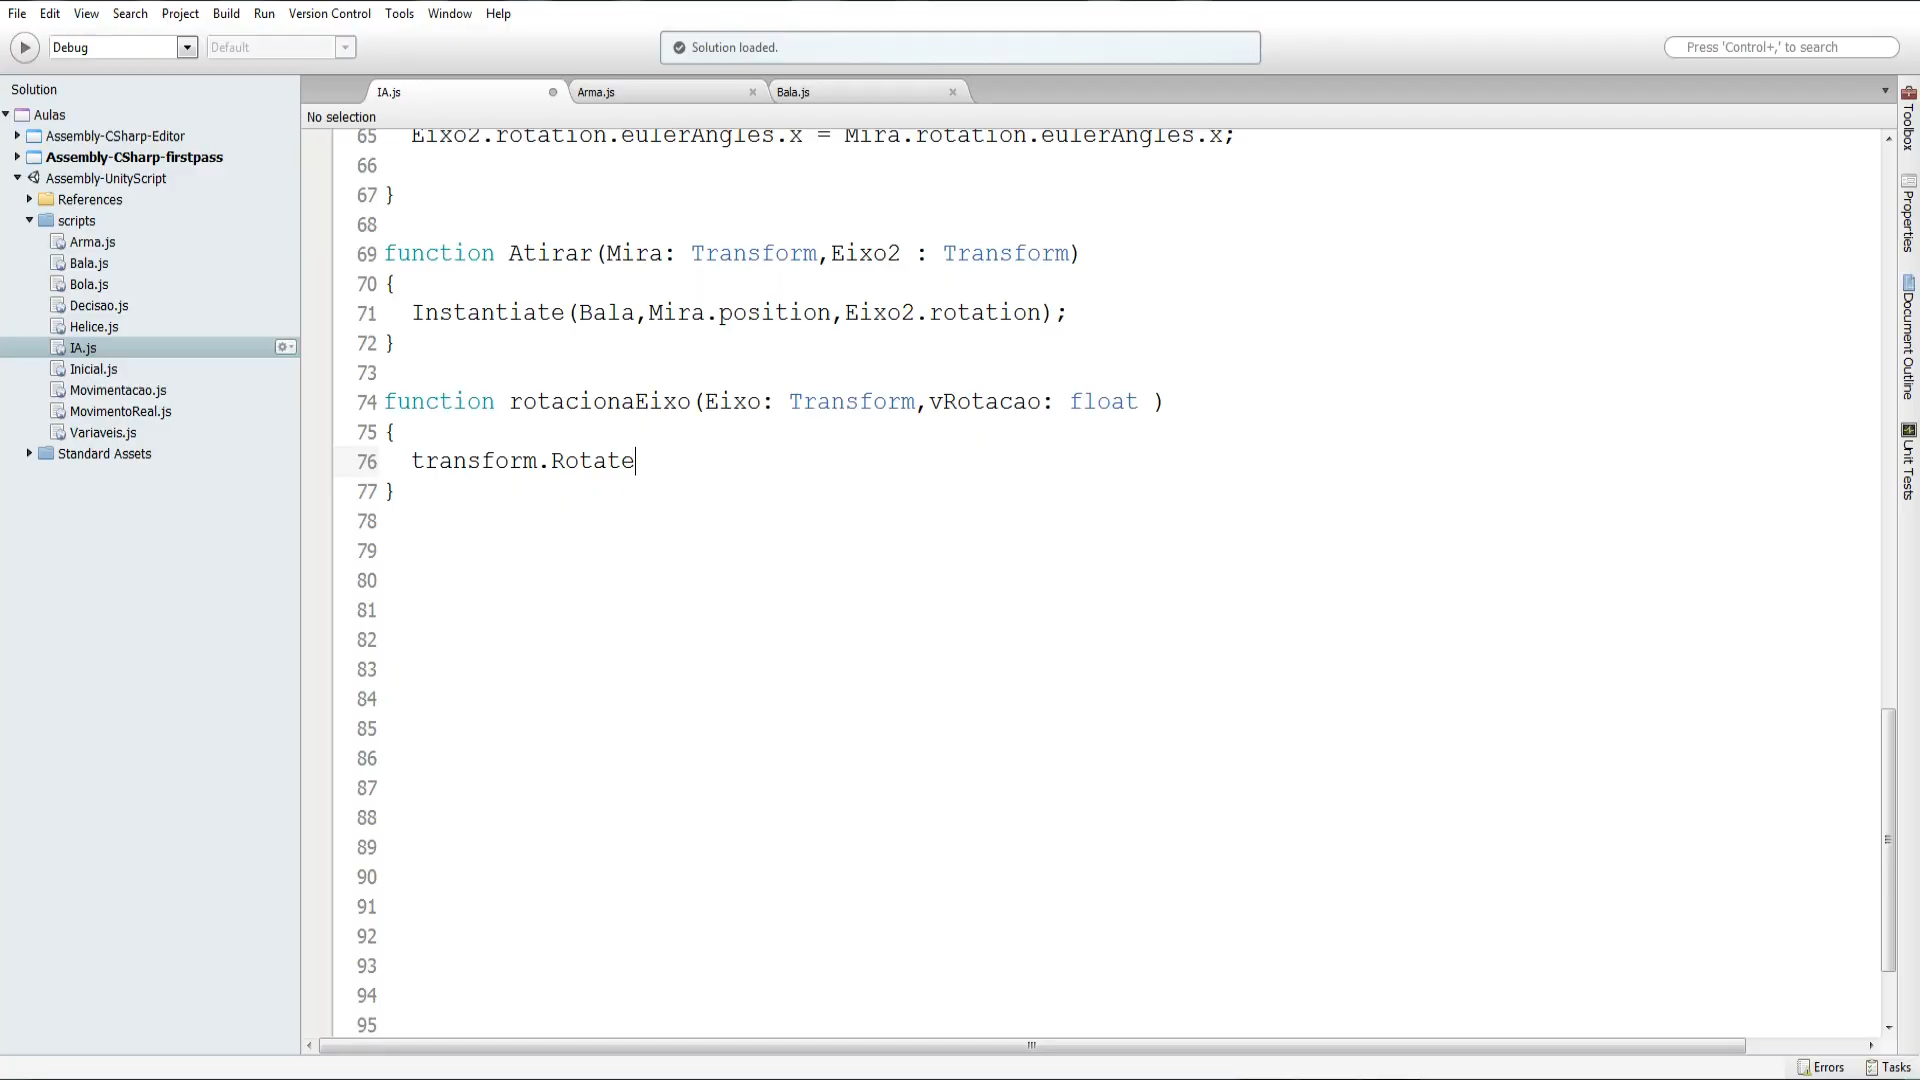 File Edit View Search Project Build Run Version Control Tools Window Help
Debug Default Solution loaded. Press 'Control+,' to search
Solution
Aulas
Assembly-CSharp-Editor
Assembly-CSharp-firstpass
Assembly-UnityScript
References
scripts
Arma.js
Bala.js
Bola.js
Decisao.js
Helice.js
IA.js
Inicial.js
Movimentacao.js
MovimentoReal.js
Variaveis.js
Standard Assets
IA.js Arma.js Bala.js
No selection
65 Eixo2.rotation.eulerAngles.x = Mira.rotation.eulerAngles.x;
66
67 }
68
69 function Atirar(Mira: Transform,Eixo2 : Transform)
70 {
71 Instantiate(Bala,Mira.position,Eixo2.rotation);
72 }
73
74 function rotacionaEixo(Eixo: Transform,vRotacao: float )
75 {
76 transform.Rotate
77 }
78
79
80
81
82
83
84
85
86
87
88
89
90
91
92
93
94
95
Toolbox
Properties
Document Outline
Unit Tests
Errors Tasks